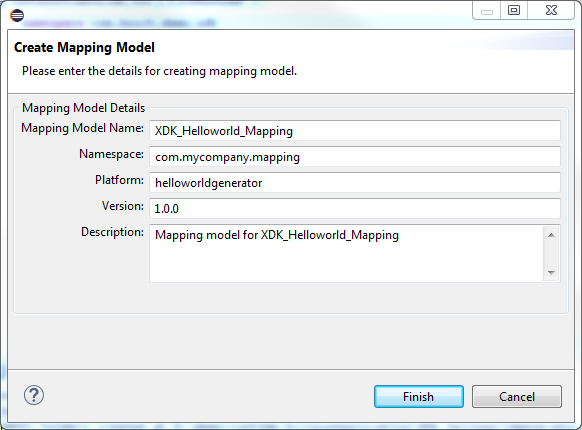 Create Mapping Model
Please enter the details for creating mapping model.
Mapping Model Details
Mapping Model Name: XDK_Helloworld_Mapping
Namespace: com.mycompany.mapping
Platform: helloworldgenerator
Version: 1.0.0
Description: Mapping model for XDK_Helloworld_Mapping
?
Finish Cancel